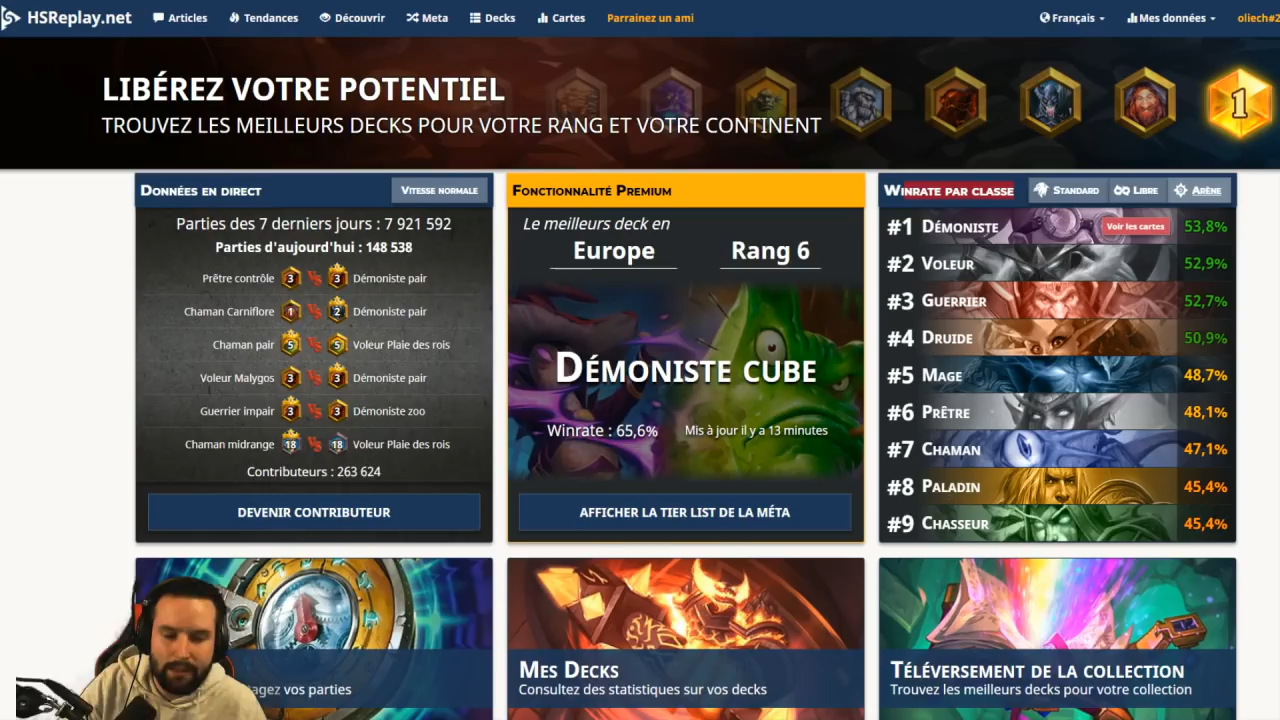 HSReplay.net
Articles
Tendances
Découvrir
Meta
Decks
Cartes
Parrainez un ami
Français
Mes données
oliech#2
LIBÉREZ VOTRE POTENTIEL
TROUVEZ LES MEILLEURS DECKS POUR VOTRE RANG ET VOTRE CONTINENT
1
Données en direct
Vitesse normale
Parties des 7 derniers jours : 7 921 592
Parties d'aujourd'hui : 148 538
Prêtre contrôle 3 VS 3 Démoniste pair
Chaman Carniflore 1 VS 2 Démoniste pair
Chaman pair 5 VS 5 Voleur Plaie des rois
Voleur Malygos 3 VS 3 Démoniste pair
Guerrier impair 3 VS 3 Démoniste zoo
Chaman midrange 18 VS 18 Voleur Plaie des rois
Contributeurs : 263 624
DEVENIR CONTRIBUTEUR
Fonctionnalité Premium
Le meilleurs deck en
Europe Rang 6
Démoniste cube
Winrate : 65,6% Mis à jour il y a 13 minutes
AFFICHER LA TIER LIST DE LA MÉTA
Winrate par classe
Standard
Libre
Arène
#1 Démoniste Voir les cartes 53,8%
#2 Voleur 52,9%
#3 Guerrier 52,7%
#4 Druide 50,9%
#5 Mage 48,7%
#6 Prêtre 48,1%
#7 Chaman 47,1%
#8 Paladin 45,4%
#9 Chasseur 45,4%
agez vos parties
Mes Decks
Consultez des statistiques sur vos decks
Téléversement de la collection
Trouvez les meilleurs decks pour votre collection